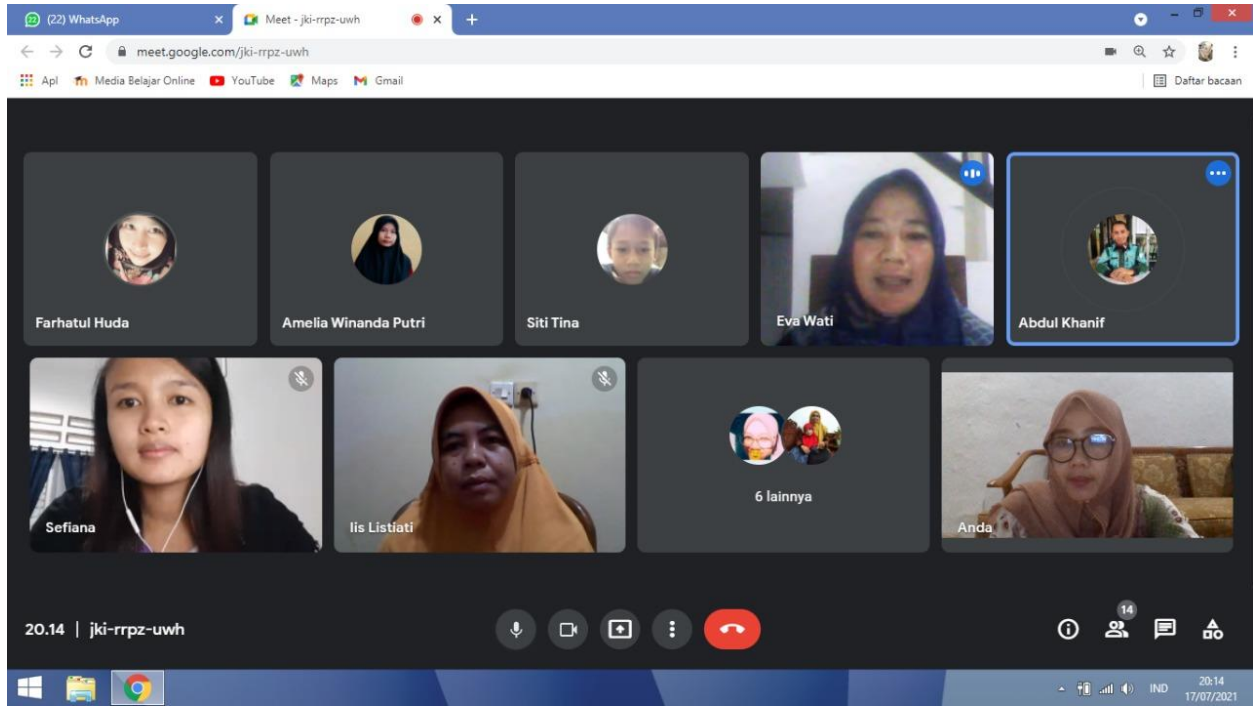 22
(22) WhatsApp
Meet - jki-rrpz-uwh
meet.google.com/jki-rrpz-uwh
Apl Media Belajar Online YouTube Maps Gmail Daftar bacaan
Farhatul Huda
Amelia Winanda Putri
Siti Tina
Eva Wati
Abdul Khanif
Sefiana
Iis Listiati
6 lainnya
Anda
20.14 | jki-rrpz-uwh
14
IND
20:14
17/07/2021